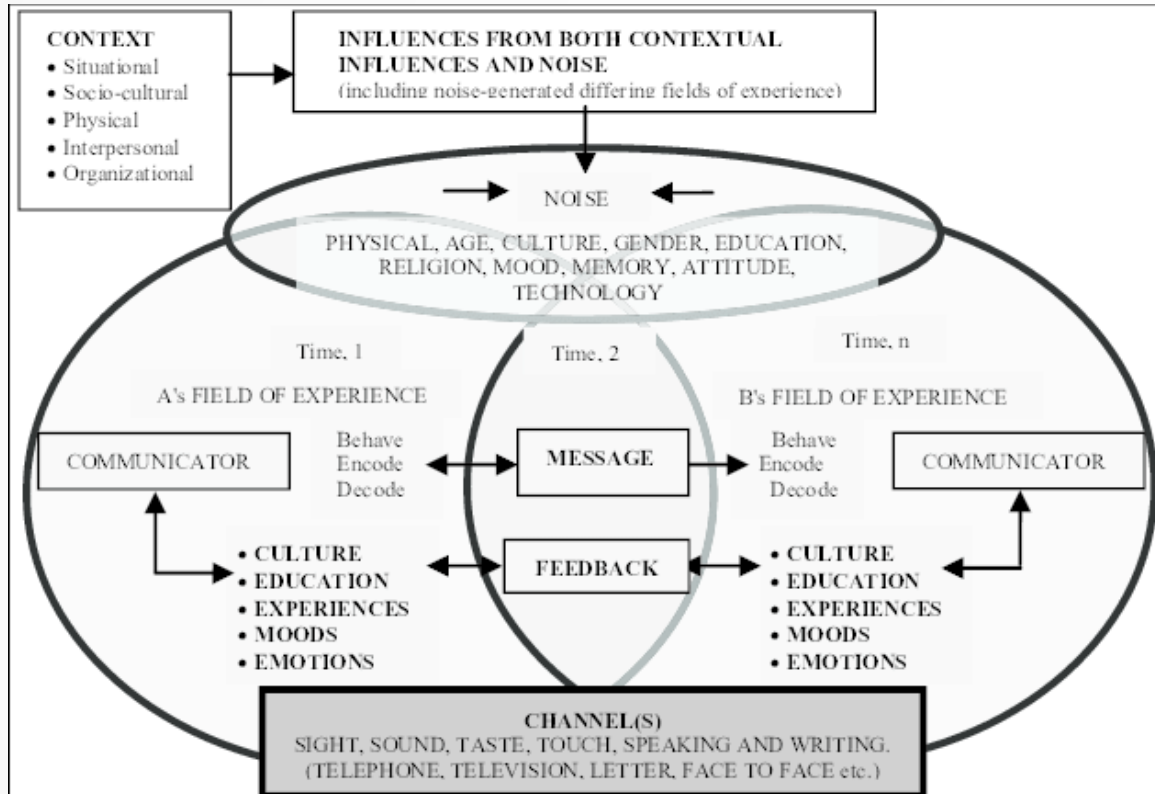 CONTEXT
• Situational
• Socio-cultural
• Physical
• Interpersonal
• Organizational
INFLUENCES FROM BOTH CONTEXTUAL
INFLUENCES AND NOISE
(including noise-generated differing fields of experience)
NOISE
PHYSICAL, AGE, CULTURE, GENDER, EDUCATION,
RELIGION, MOOD, MEMORY, ATTITUDE,
TECHNOLOGY
Time, 1
Time, 2
Time, n
A's FIELD OF EXPERIENCE
B's FIELD OF EXPERIENCE
COMMUNICATOR
Behave
Encode
Decode
MESSAGE
Behave
Encode
Decode
COMMUNICATOR
• CULTURE
• EDUCATION
• EXPERIENCES
• MOODS
• EMOTIONS
FEEDBACK
• CULTURE
• EDUCATION
• EXPERIENCES
• MOODS
• EMOTIONS
CHANNEL(S)
SIGHT, SOUND, TASTE, TOUCH, SPEAKING AND WRITING.
(TELEPHONE, TELEVISION, LETTER, FACE TO FACE etc.)